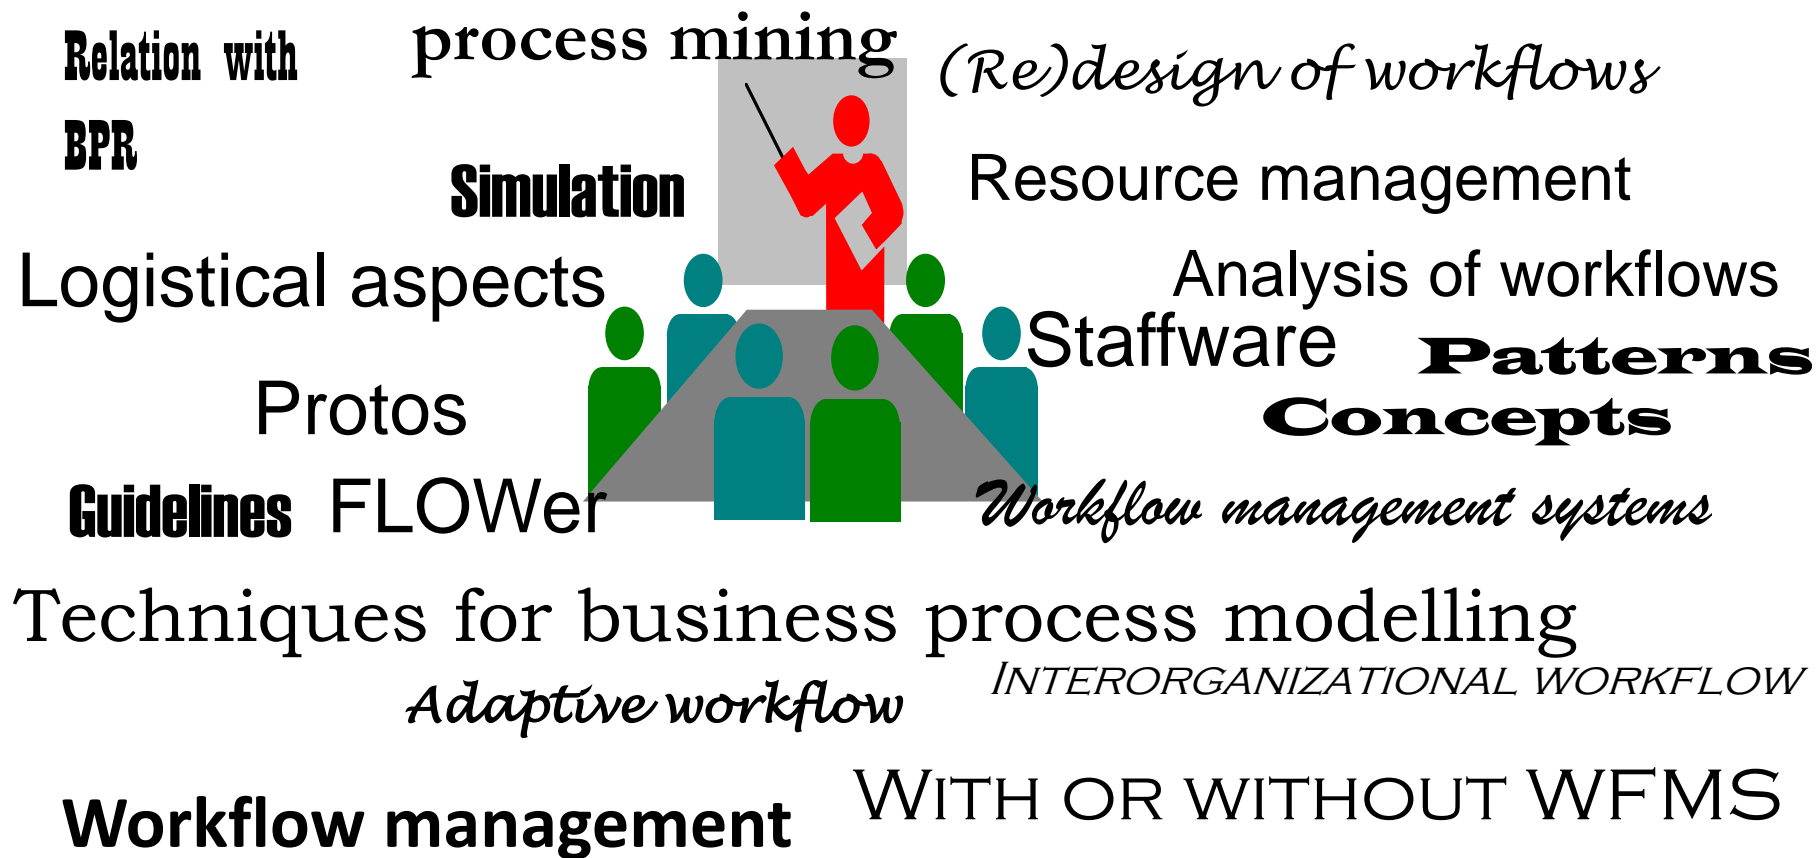 process mining
Relation with
BPR
(Re)design of workflows
Simulation
Resource management
Logistical aspects
Analysis of workflows
Staffware
Patterns
Protos
Concepts
Guidelines
FLOWer
Workflow management systems
Techniques for business process modelling
INTERORGANIZATIONAL WORKFLOW
Adaptive workflow
WITH OR WITHOUT WFMS
Workflow management